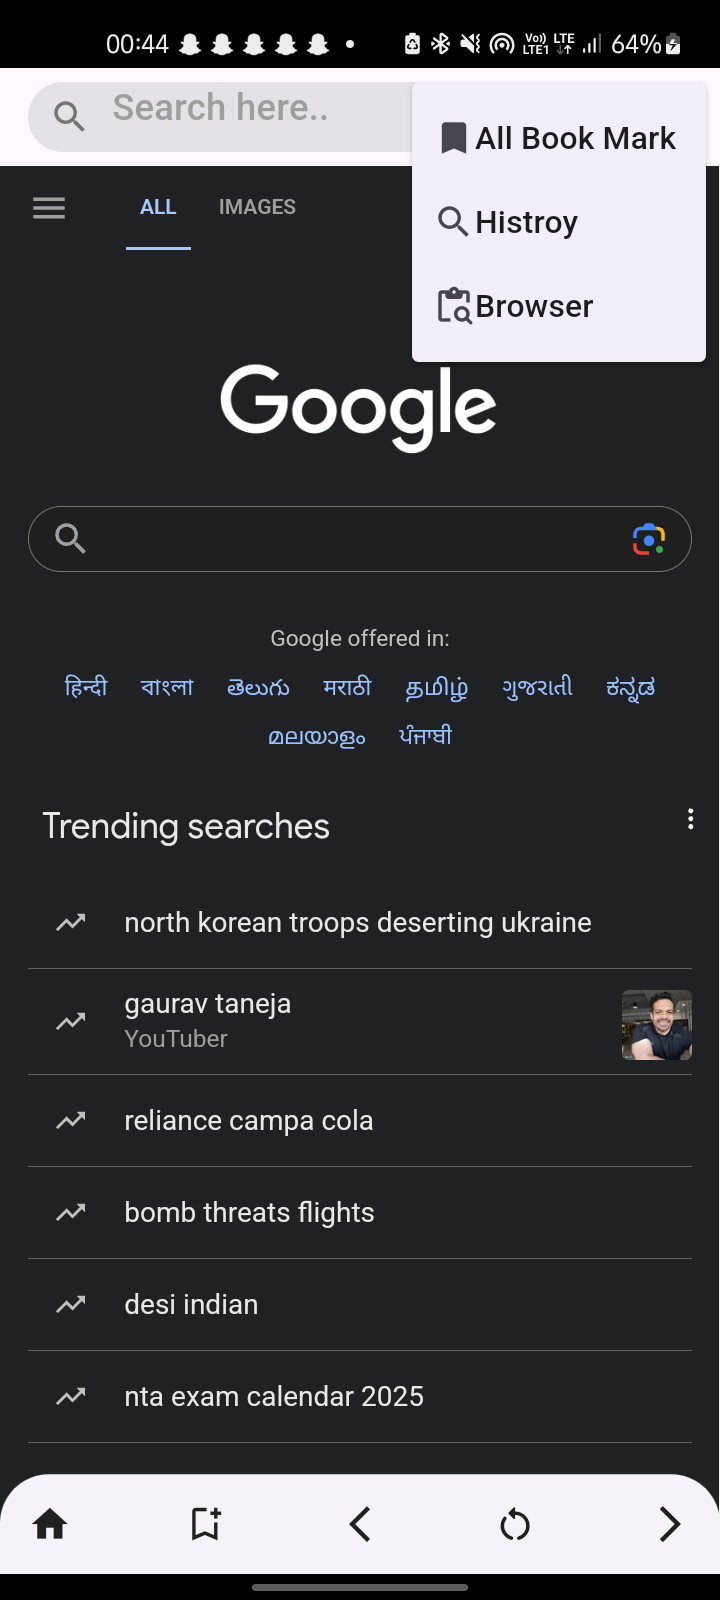 00:44 Vo)) LTE1 LTE 64%
Search here..
All Book Mark
Histroy
Browser
ALL IMAGES
Google
Google offered in:
हिन्दी বাংলা తెలుగు मराठी தமிழ் ગુજરાતી ಕನ್ನಡ
മലയാളം ਪੰਜਾਬੀ
Trending searches
north korean troops deserting ukraine
gaurav taneja
YouTuber
reliance campa cola
bomb threats flights
desi indian
nta exam calendar 2025